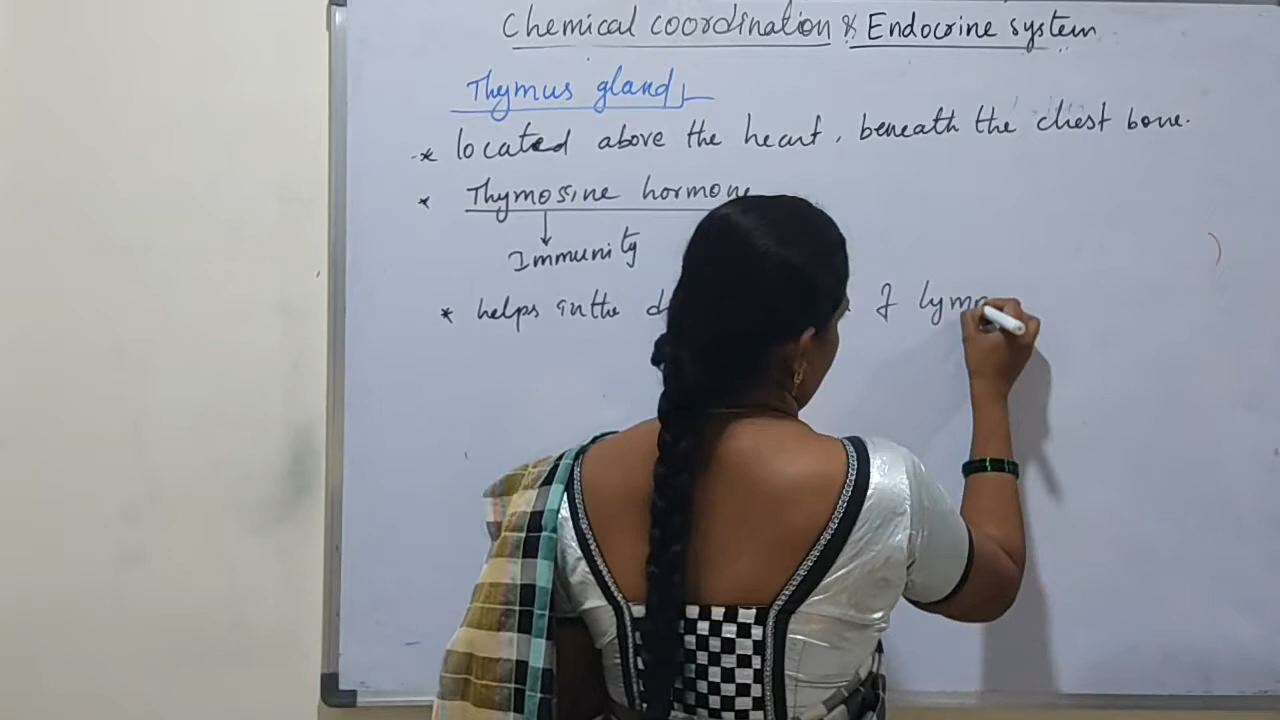 Chemical coordination & Endocrine system
Thymus gland
* located above the heart, beneath the chest bone.
* Thymosine hormone
↓
Immunity
* helps in the of